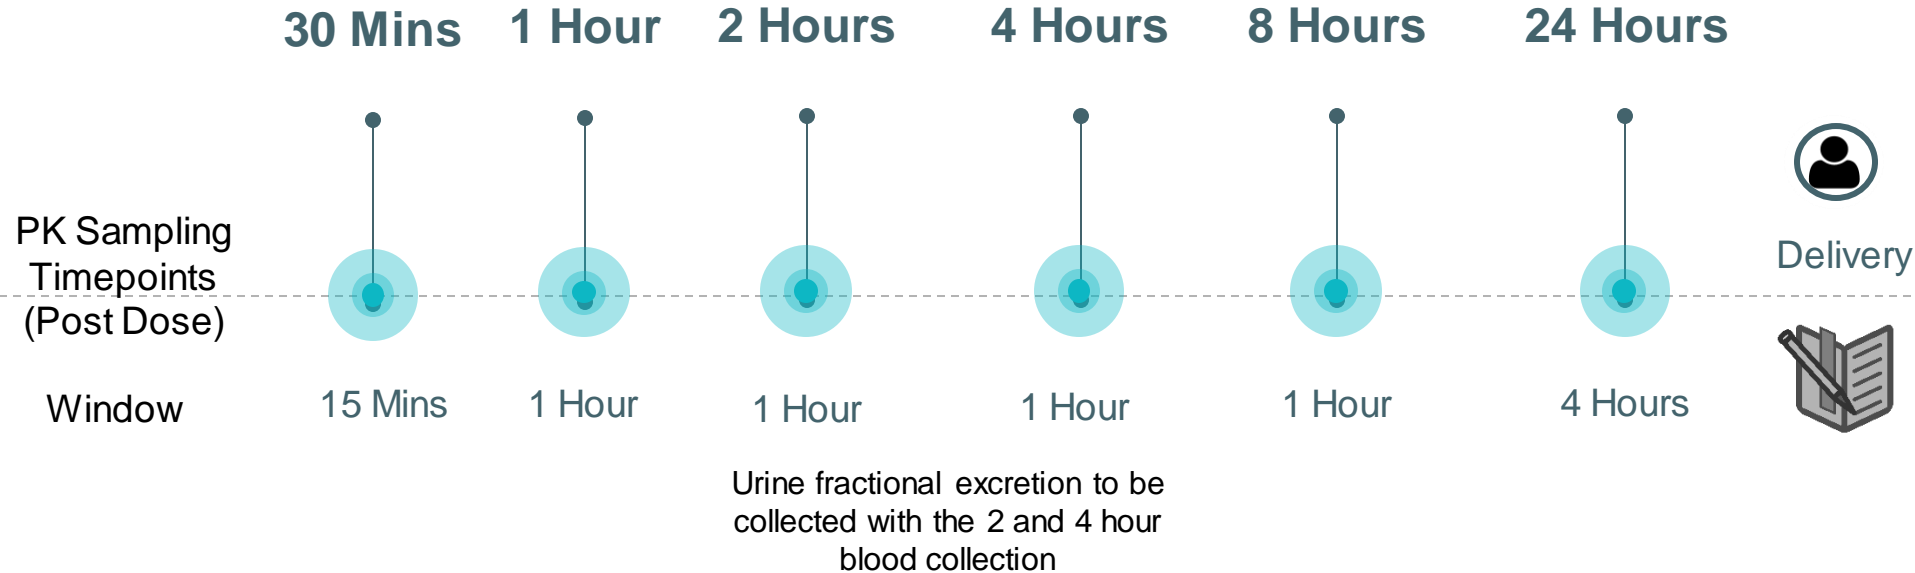 30 Mins
1 Hour
2 Hours
4 Hours
8 Hours
24 Hours
PK Sampling
Timepoints
(Post Dose)
Delivery
Window
15 Mins
1 Hour
1 Hour
1 Hour
1 Hour
4 Hours
Urine fractional excretion to be
collected with the 2 and 4 hour
blood collection